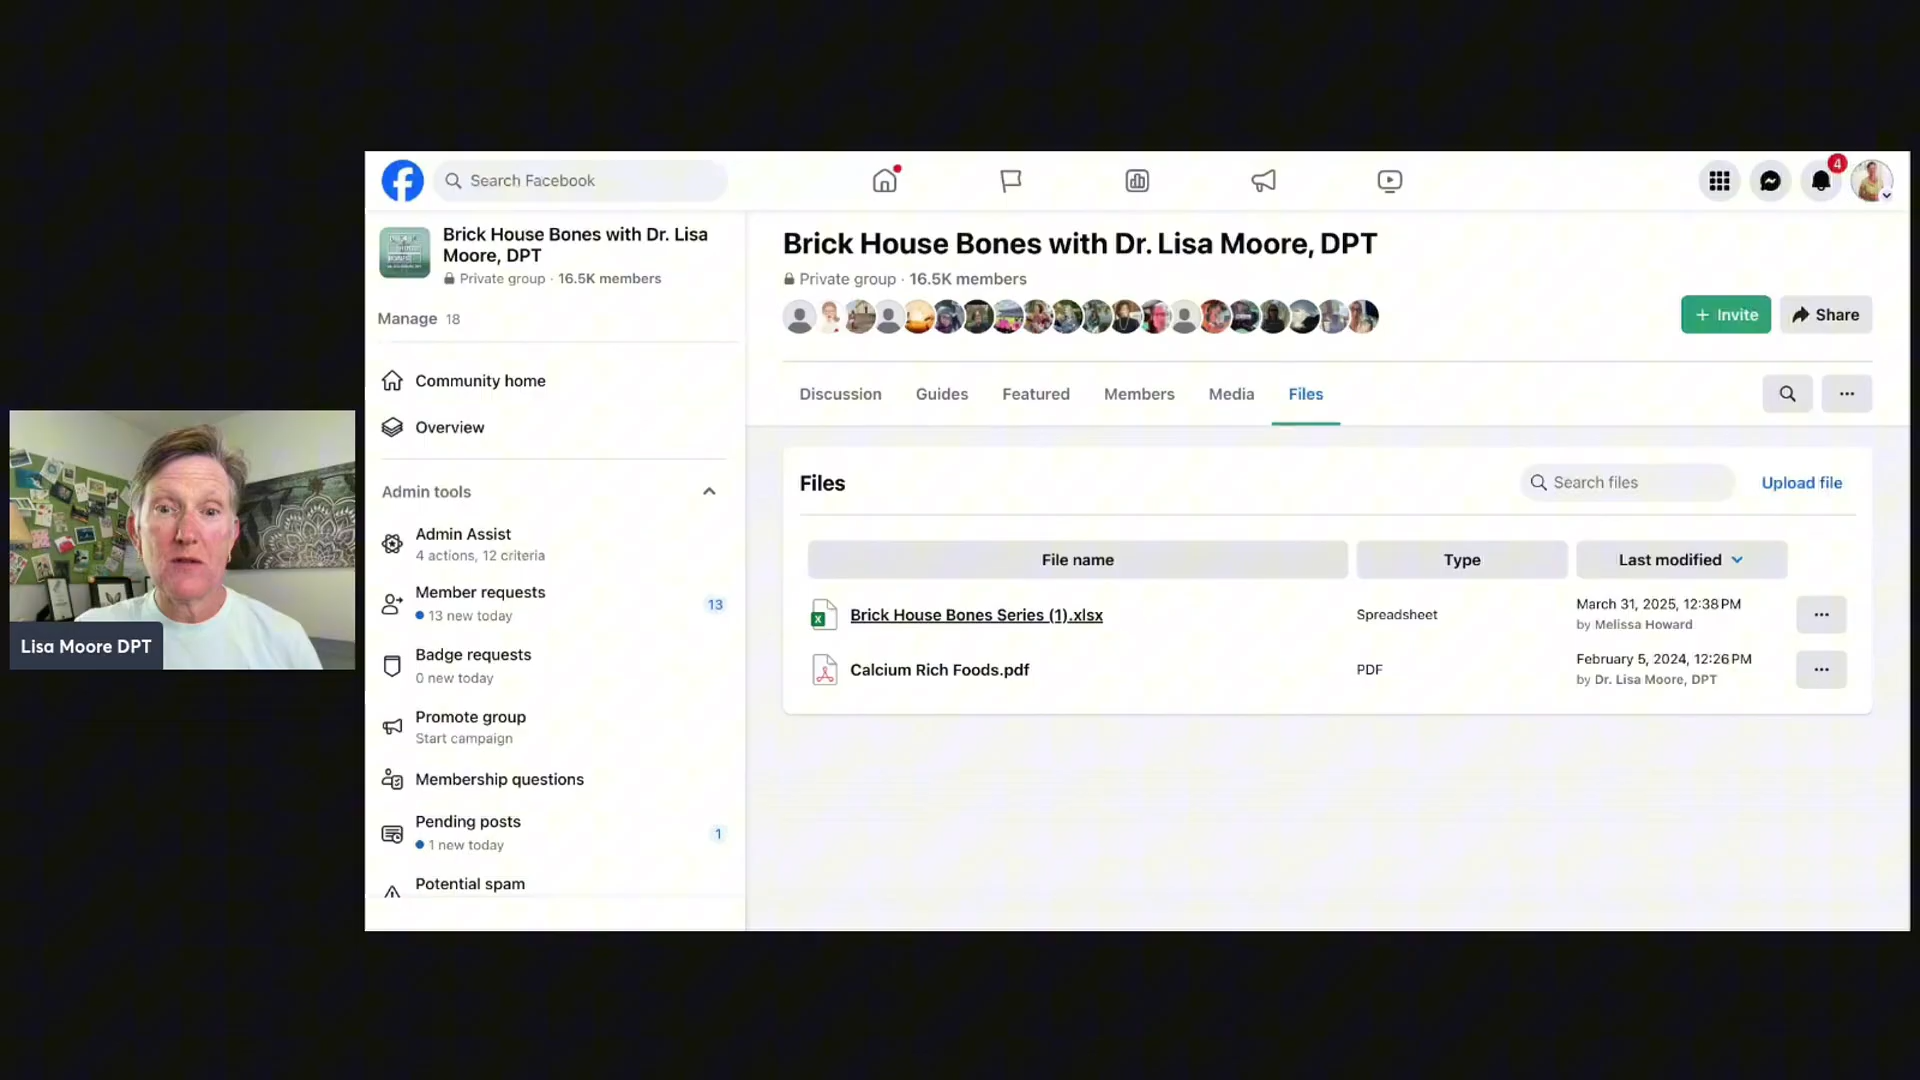 Search Facebook
4
Brick House Bones with Dr. Lisa
Moore, DPT
Private group · 16.5K members
Manage 18
Community home
Overview
Admin tools
Admin Assist
4 actions, 12 criteria
Member requests
13 new today
13
Badge requests
0 new today
Promote group
Start campaign
Membership questions
Pending posts
1 new today
1
Potential spam
Brick House Bones with Dr. Lisa Moore, DPT
Private group · 16.5K members
+ Invite
Share
Discussion
Guides
Featured
Members
Media
Files
Files
Search files
Upload file
File name
Type
Last modified
Brick House Bones Series (1).xlsx
Spreadsheet
March 31, 2025, 12:38 PM
by Melissa Howard
Calcium Rich Foods.pdf
PDF
February 5, 2024, 12:26 PM
by Dr. Lisa Moore, DPT
Lisa Moore DPT